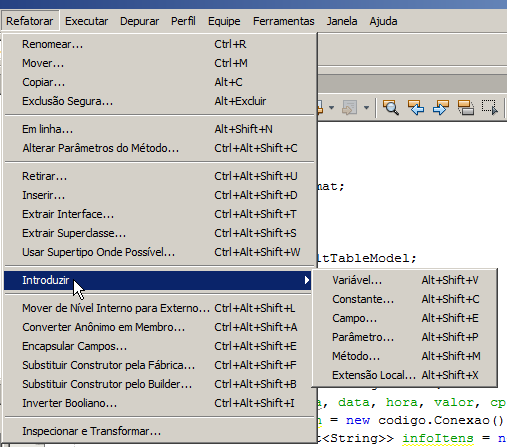 Refatorar Executar Depurar Perfil Equipe Ferramentas Janela Ajuda
Renomear... Ctrl+R
Mover... Ctrl+M
Copiar... Alt+C
Exclusão Segura... Alt+Excluir
Em linha... Alt+Shift+N
Alterar Parâmetros do Método... Ctrl+Alt+Shift+C
Retirar... Ctrl+Alt+Shift+U
Inserir... Ctrl+Alt+Shift+D
Extrair Interface... Ctrl+Alt+Shift+T
Extrair Superclasse... Ctrl+Alt+Shift+S
Usar Supertipo Onde Possível... Ctrl+Alt+Shift+W
Introduzir
Mover de Nível Interno para Externo... Ctrl+Alt+Shift+L
Converter Anônimo em Membro... Ctrl+Alt+Shift+A
Encapsular Campos... Ctrl+Alt+Shift+E
Substituir Construtor pela Fábrica... Ctrl+Alt+Shift+F
Substituir Construtor pelo Builder... Ctrl+Alt+Shift+B
Inverter Booliano... Ctrl+Alt+Shift+I
Inspecionar e Transformar...
Variável... Alt+Shift+V
Constante... Alt+Shift+C
Campo... Alt+Shift+E
Parâmetro... Alt+Shift+P
Método... Alt+Shift+M
Extensão Local... Alt+Shift+X
mat;
ltTableModel;
, data, hora, valor, cp
= new codigo.Conexao()
<String>> infoItens = n